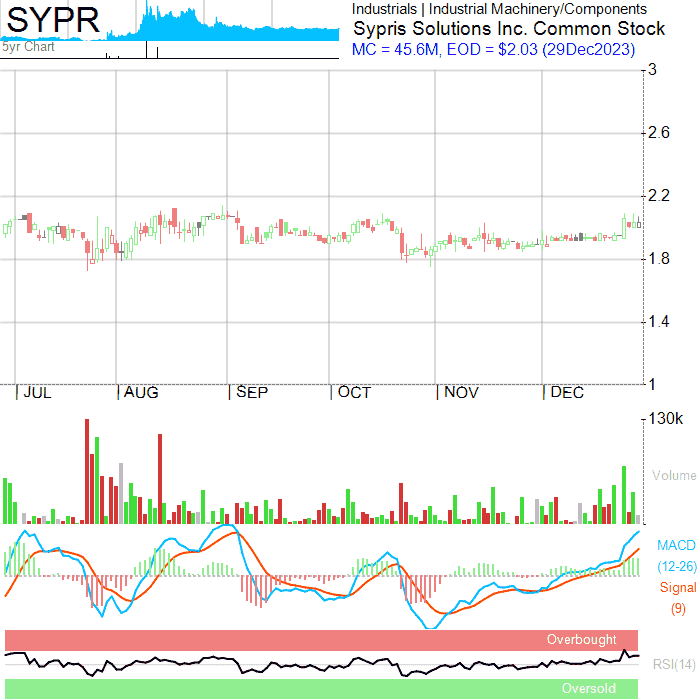 SYPR
5yr Chart
Industrials | Industrial Machinery/Components
Sypris Solutions Inc. Common Stock
MC = 45.6M, EOD = $2.03 (29Dec2023)
3
2.6
2.2
1.8
1.4
1
JUL AUG SEP OCT NOV DEC
130k
Volume
MACD
(12-26)
Signal
(9)
Overbought
RSI(14)
Oversold